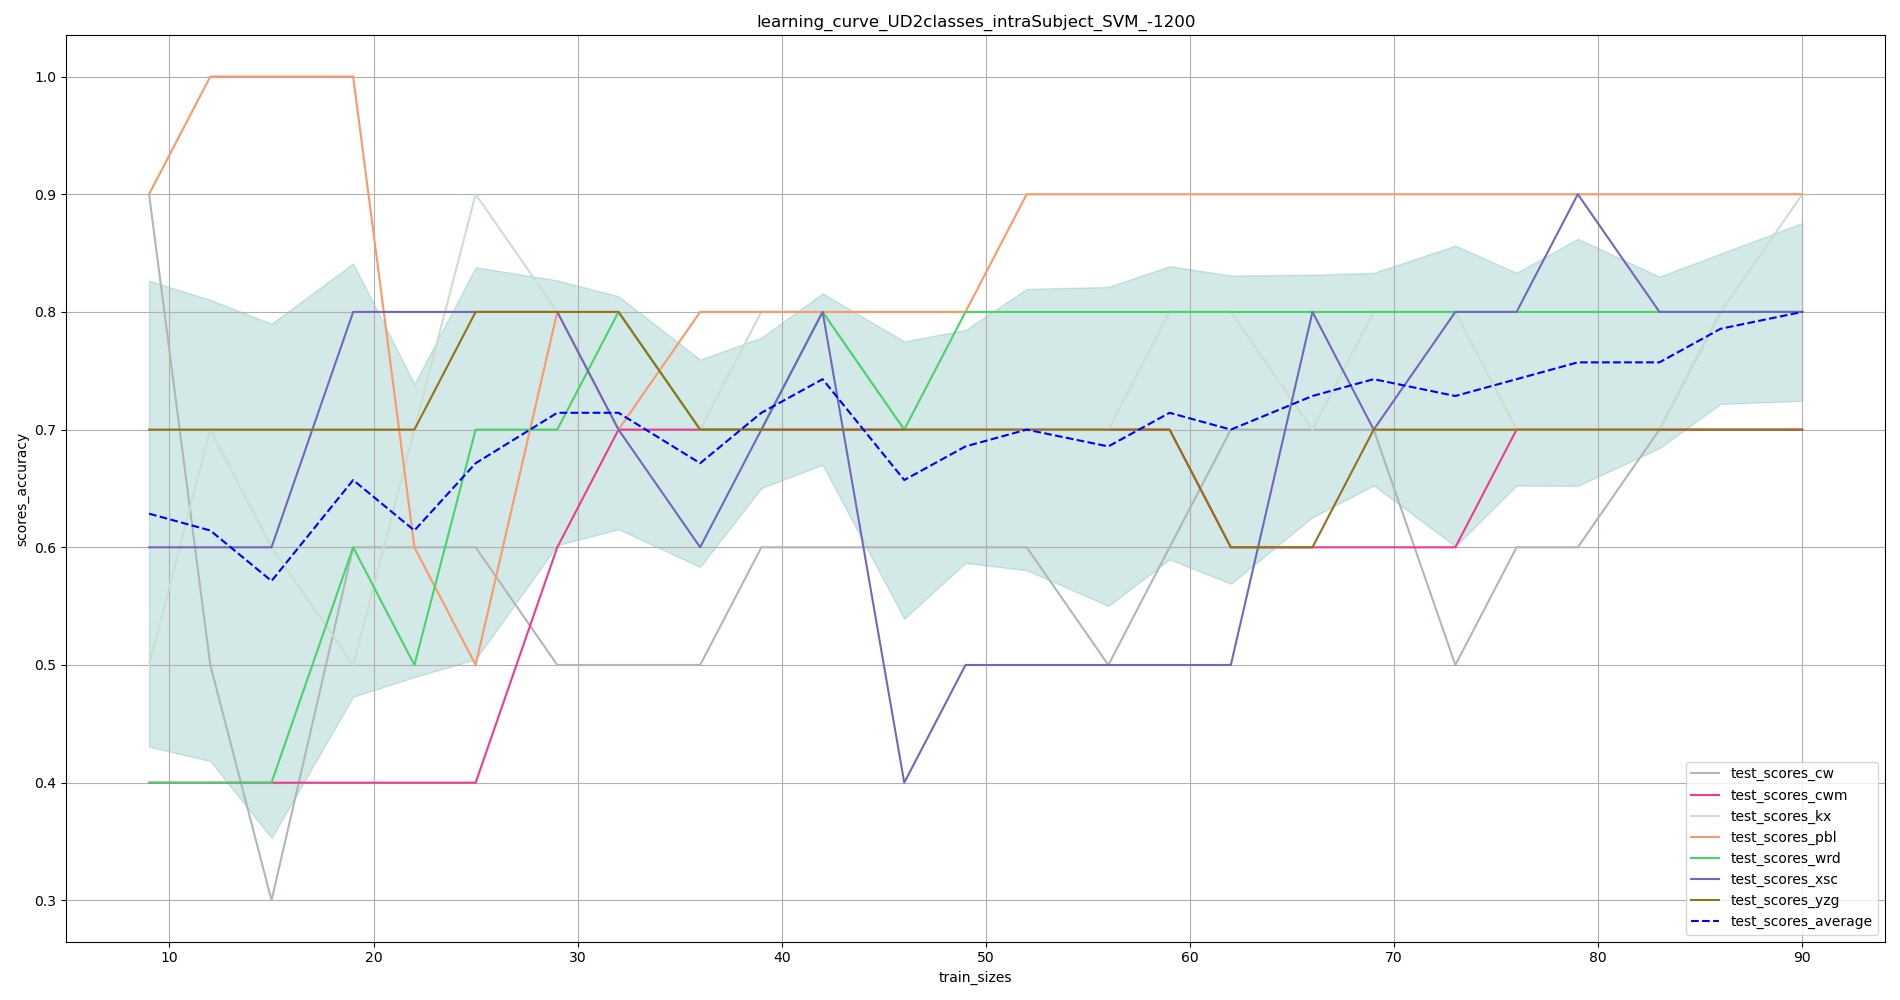 learning_curve_UD2classes_intraSubject_SVM_-1200
1.0
0.9
0.8
0.7
0.6
0.5
0.4
0.3
scores_accuracy
test_scores_cw
test_scores_cwm
test_scores_kx
test_scores_pbl
test_scores_wrd
test_scores_xsc
test_scores_yzg
test_scores_average
10 20 30 40 50 60 70 80 90
train_sizes